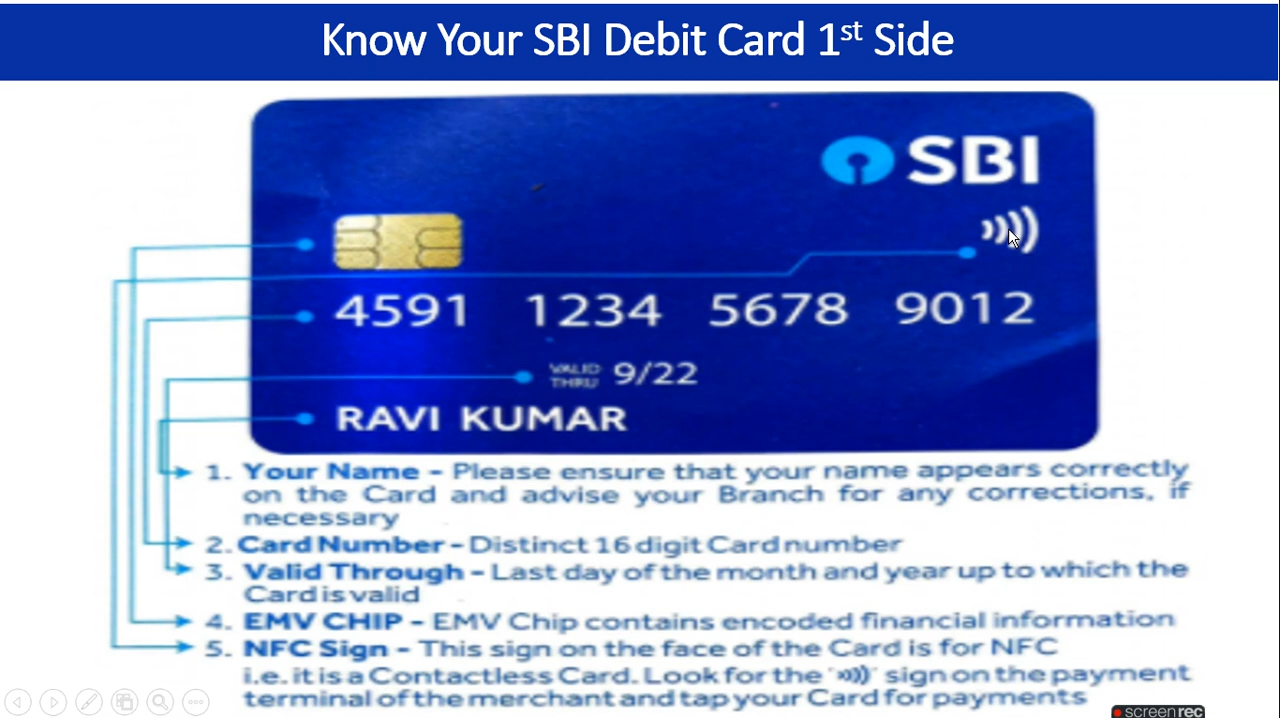 Know Your SBI Debit Card 1st Side
SBI
4591 1234 5678 9012
VALID THRU 9/22
RAVI KUMAR
1. Your Name - Please ensure that your name appears correctly
on the Card and advise your Branch for any corrections, if
necessary
2. Card Number - Distinct 16 digit Card number
3. Valid Through - Last day of the month and year up to which the
Card is valid
4. EMV CHIP - EMV Chip contains encoded financial information
5. NFC Sign - This sign on the face of the Card is for NFC
i.e. it is a Contactless Card. Look for the ' ' sign on the payment
terminal of the merchant and tap your Card for payments
screenrec